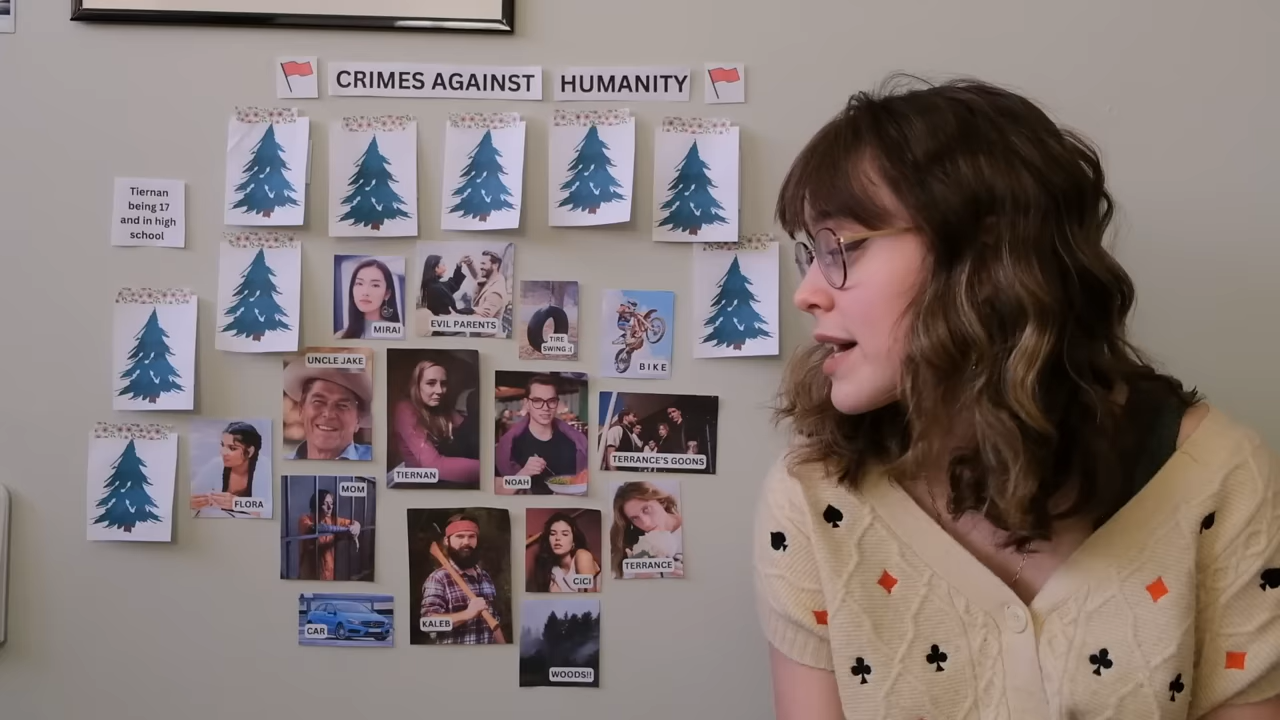 CRIMES AGAINST HUMANITY
Tiernan
being 17
and in high
school
MIRAI
EVIL PARENTS
TIRE
SWING :(
BIKE
UNCLE JAKE
TIERNAN
NOAH
TERRANCE'S GOONS
FLORA
MOM
KALEB
CICI
TERRANCE
CAR
WOODS!!